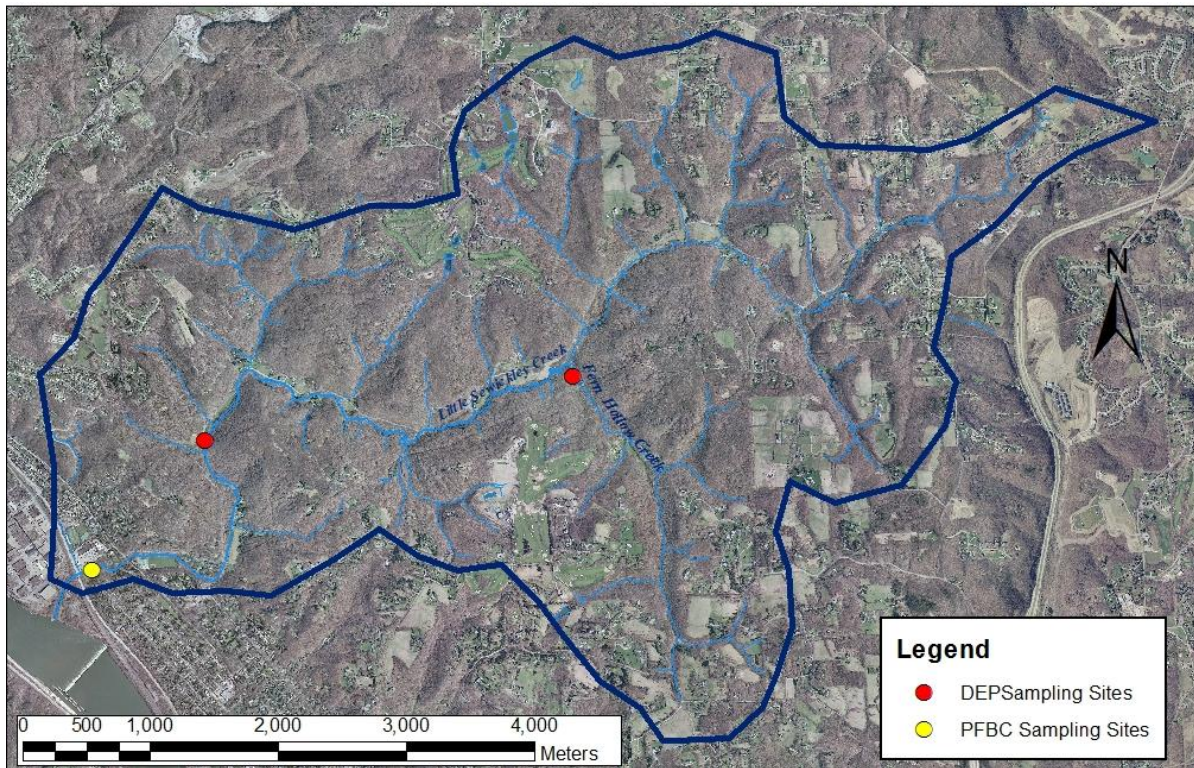 Little Sewickley Creek
Fern Hollow Creek
N
Legend
DEPSampling Sites
PFBC Sampling Sites
0 500 1,000 2,000 3,000 4,000
Meters